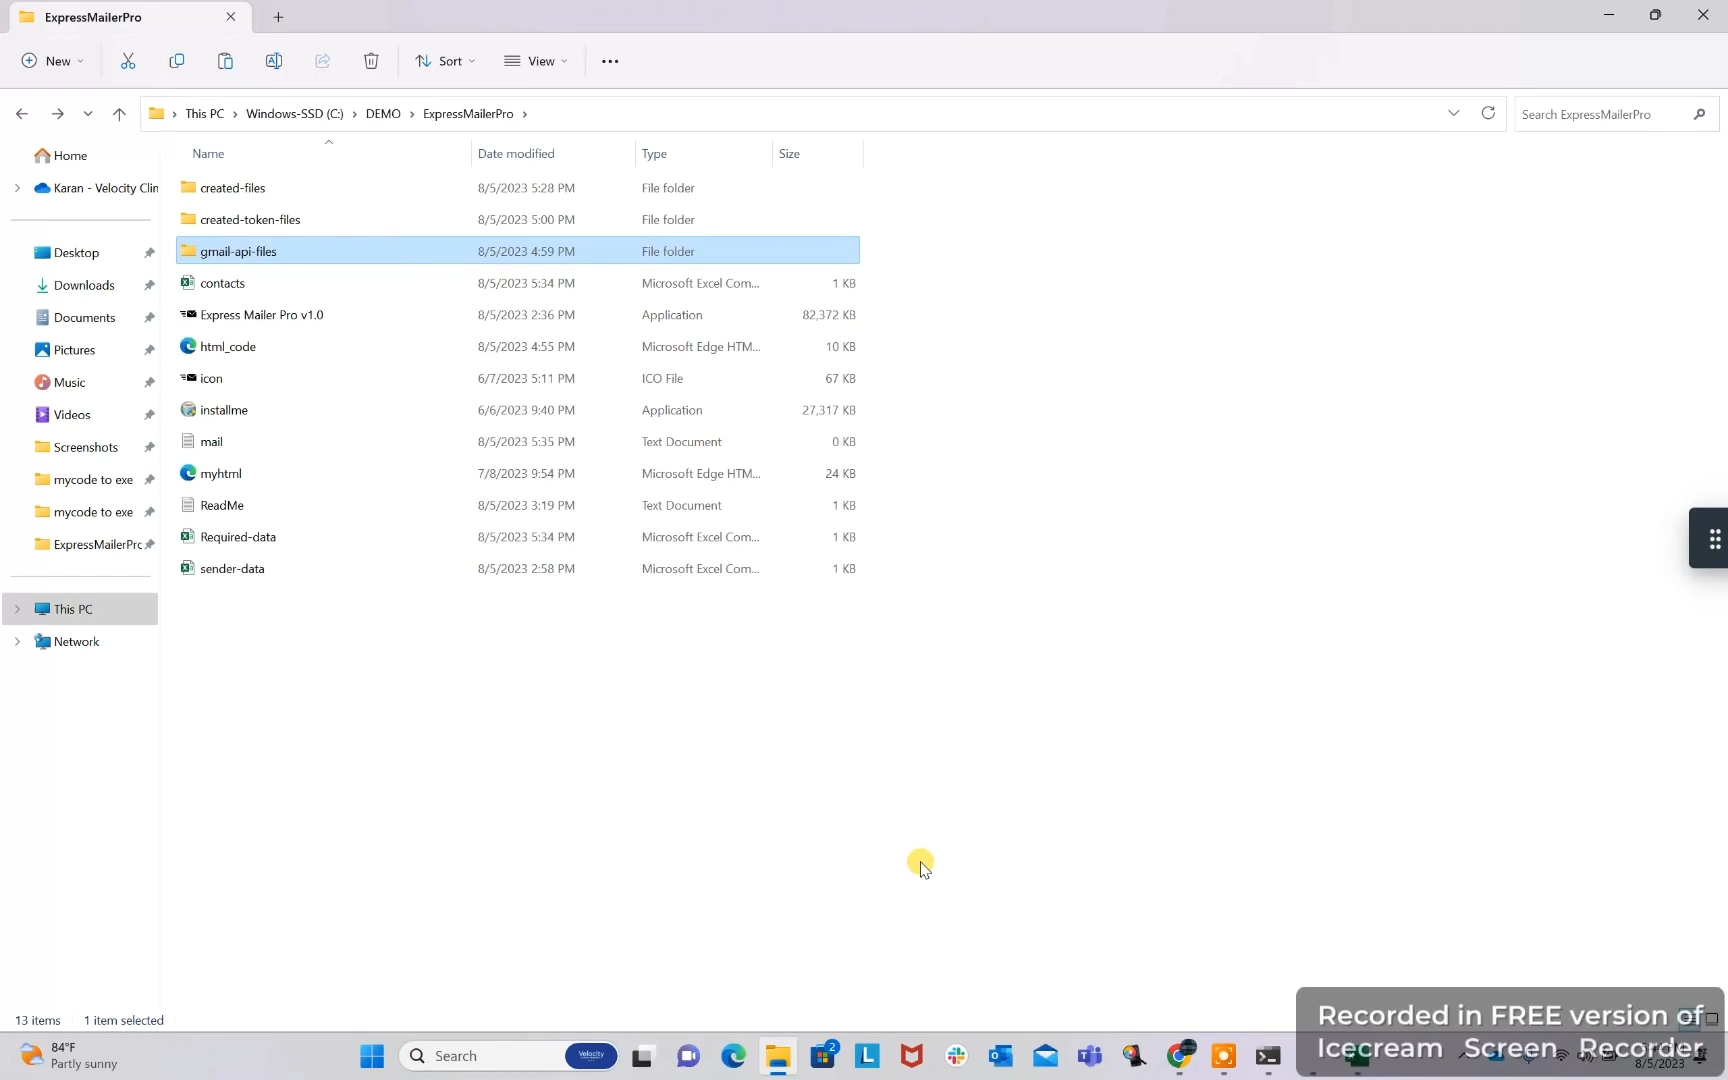 ExpressMailerPro
New
Sort
View
This PC
Windows-SSD (C:)
DEMO
ExpressMailerPro
Search ExpressMailerPro
Home
Karan - Velocity Clin
Desktop
Downloads
Documents
Pictures
Music
Videos
Screenshots
mycode to exe
mycode to exe
ExpressMailerPrc
This PC
Network
Name Date modified Type Size
created-files 8/5/2023 5:28 PM File folder
created-token-files 8/5/2023 5:00 PM File folder
gmail-api-files 8/5/2023 4:59 PM File folder
contacts 8/5/2023 5:34 PM Microsoft Excel Com... 1 KB
Express Mailer Pro v1.0 8/5/2023 2:36 PM Application 82,372 KB
html_code 8/5/2023 4:55 PM Microsoft Edge HTM... 10 KB
icon 6/7/2023 5:11 PM ICO File 67 KB
installme 6/6/2023 9:40 PM Application 27,317 KB
mail 8/5/2023 5:35 PM Text Document 0 KB
myhtml 7/8/2023 9:54 PM Microsoft Edge HTM... 24 KB
ReadMe 8/5/2023 3:19 PM Text Document 1 KB
Required-data 8/5/2023 5:34 PM Microsoft Excel Com... 1 KB
sender-data 8/5/2023 2:58 PM Microsoft Excel Com... 1 KB
13 items 1 item selected
84°F
Partly sunny
Search
Velocity
2
L
Recorded in FREE version of
Icecream Screen Recorder
8/5/2023